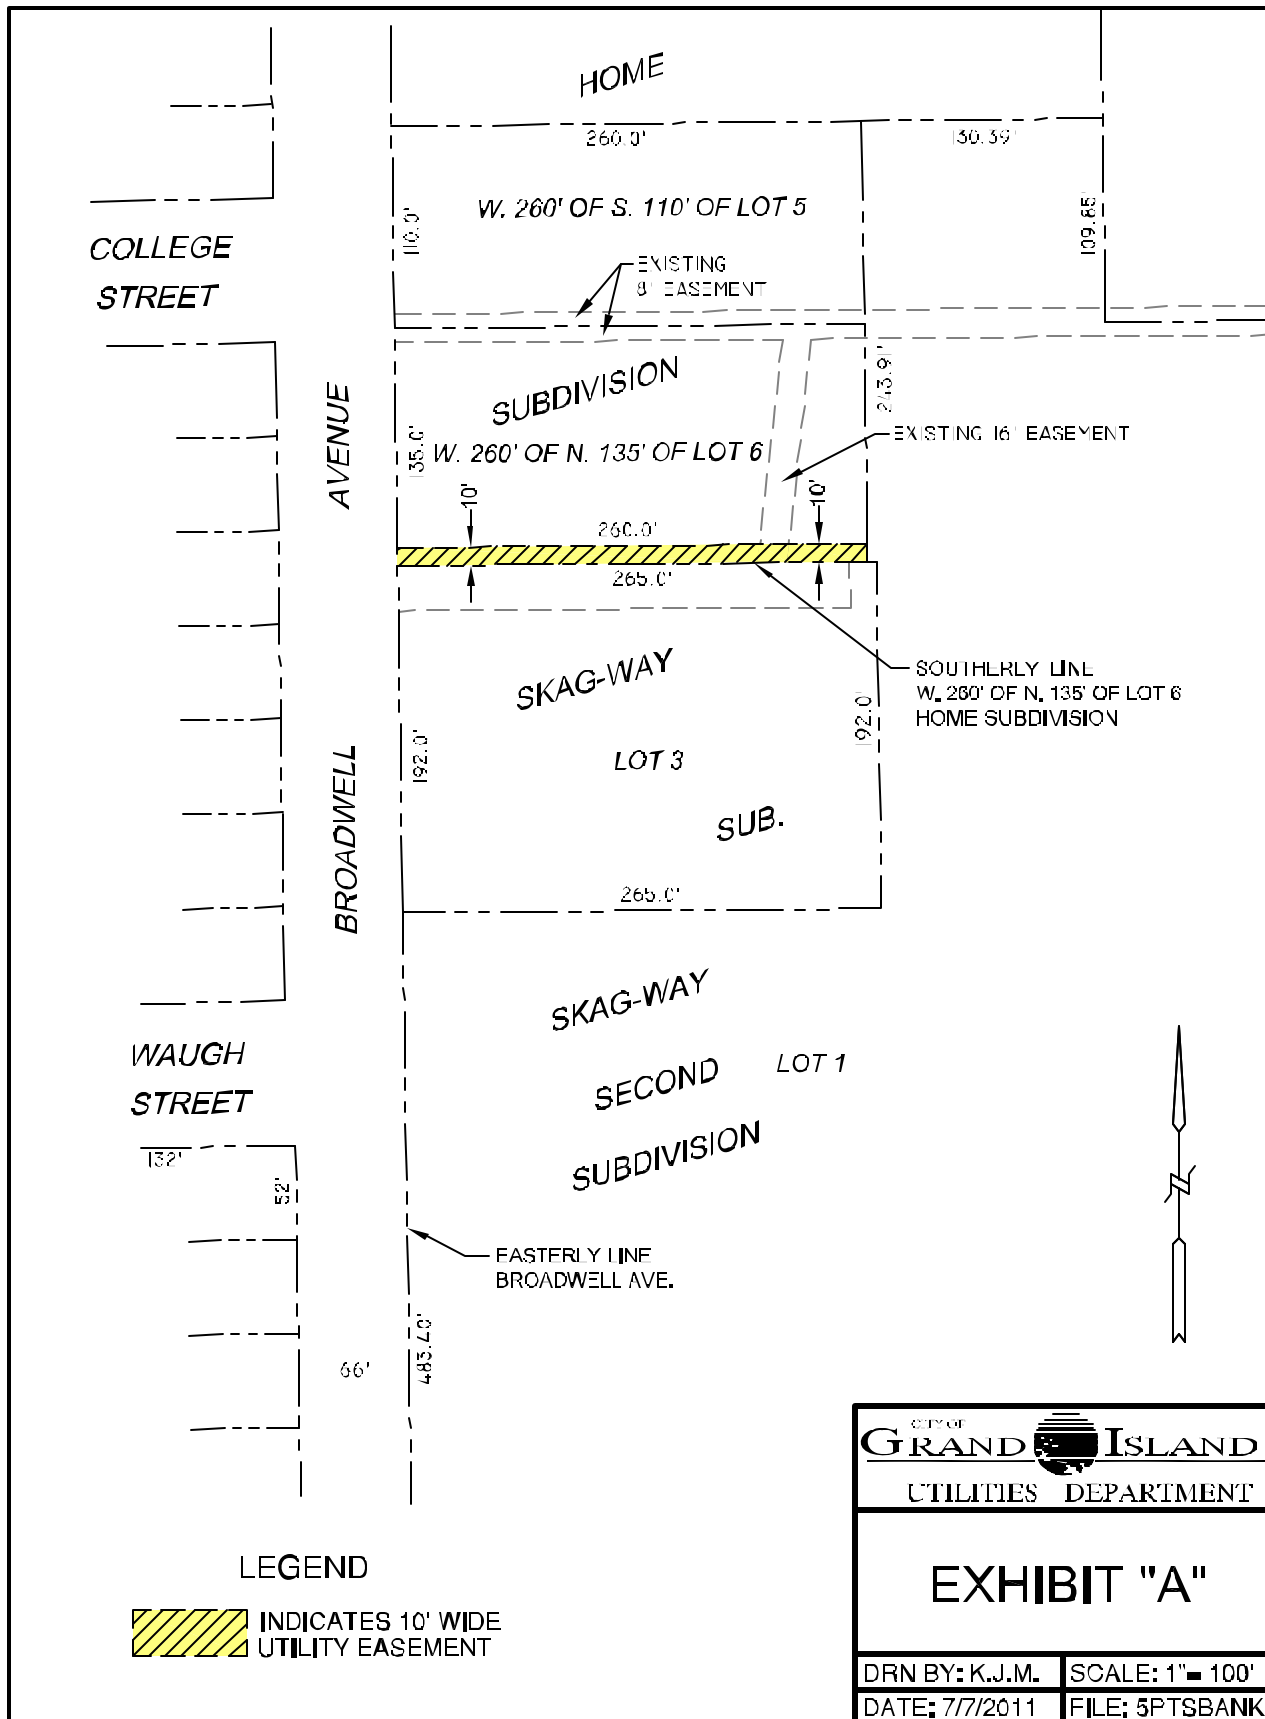 HOME
260.0'
130.39'
W. 260' OF S. 110' OF LOT 5
110.0'
109.85'
COLLEGE
STREET
EXISTING
8' EASEMENT
SUBDIVISION
243.91'
AVENUE
135.0'
W. 260' OF N. 135' OF LOT 6
EXISTING 16' EASEMENT
10'
10'
260.0'
265.0'
SKAG-WAY
SOUTHERLY LINE
W. 260' OF N. 135' OF LOT 6
HOME SUBDIVISION
192.0'
192.0'
LOT 3
SUB.
BROADWELL
265.0'
SKAG-WAY
WAUGH
STREET
SECOND
LOT 1
SUBDIVISION
132'
52'
EASTERLY LINE
BROADWELL AVE.
66'
483.40'
CITY OF
GRAND ISLAND
UTILITIES DEPARTMENT
LEGEND
INDICATES 10' WIDE
UTILITY EASEMENT
EXHIBIT "A"
DRN BY: K.J.M.
SCALE: 1"= 100'
DATE: 7/7/2011
FILE: 5PTSBANK